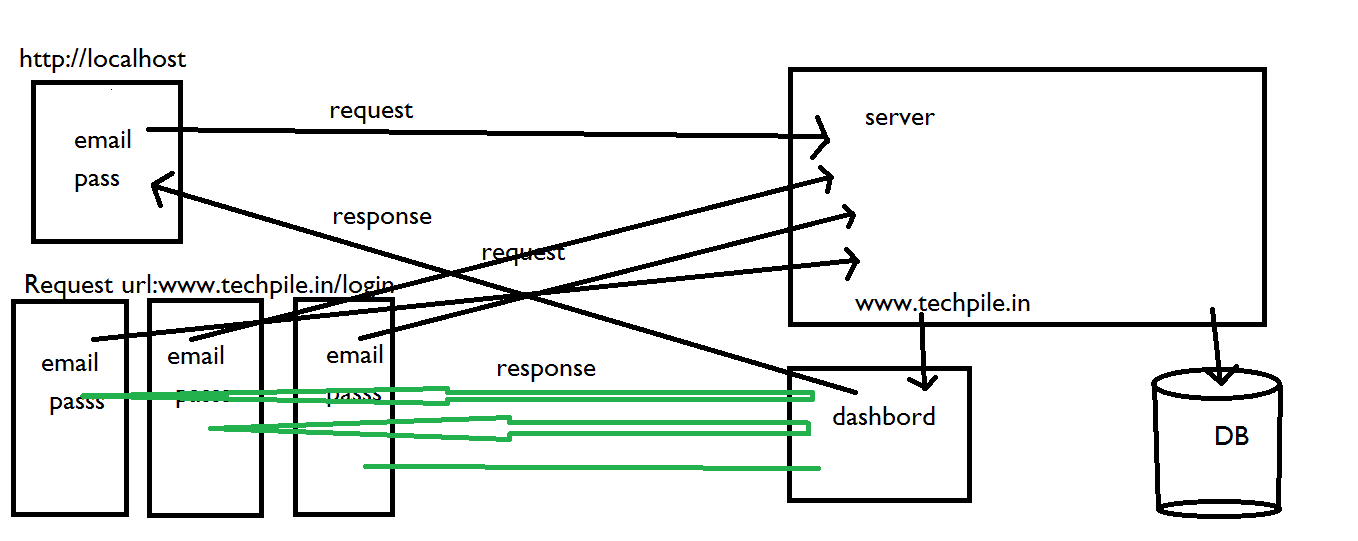 http://localhost
email
pass
request
server
response
request
Request url:www.techpile.in/login
www.techpile.in
email
passs
email
passs
email
passs
response
dashbord
DB